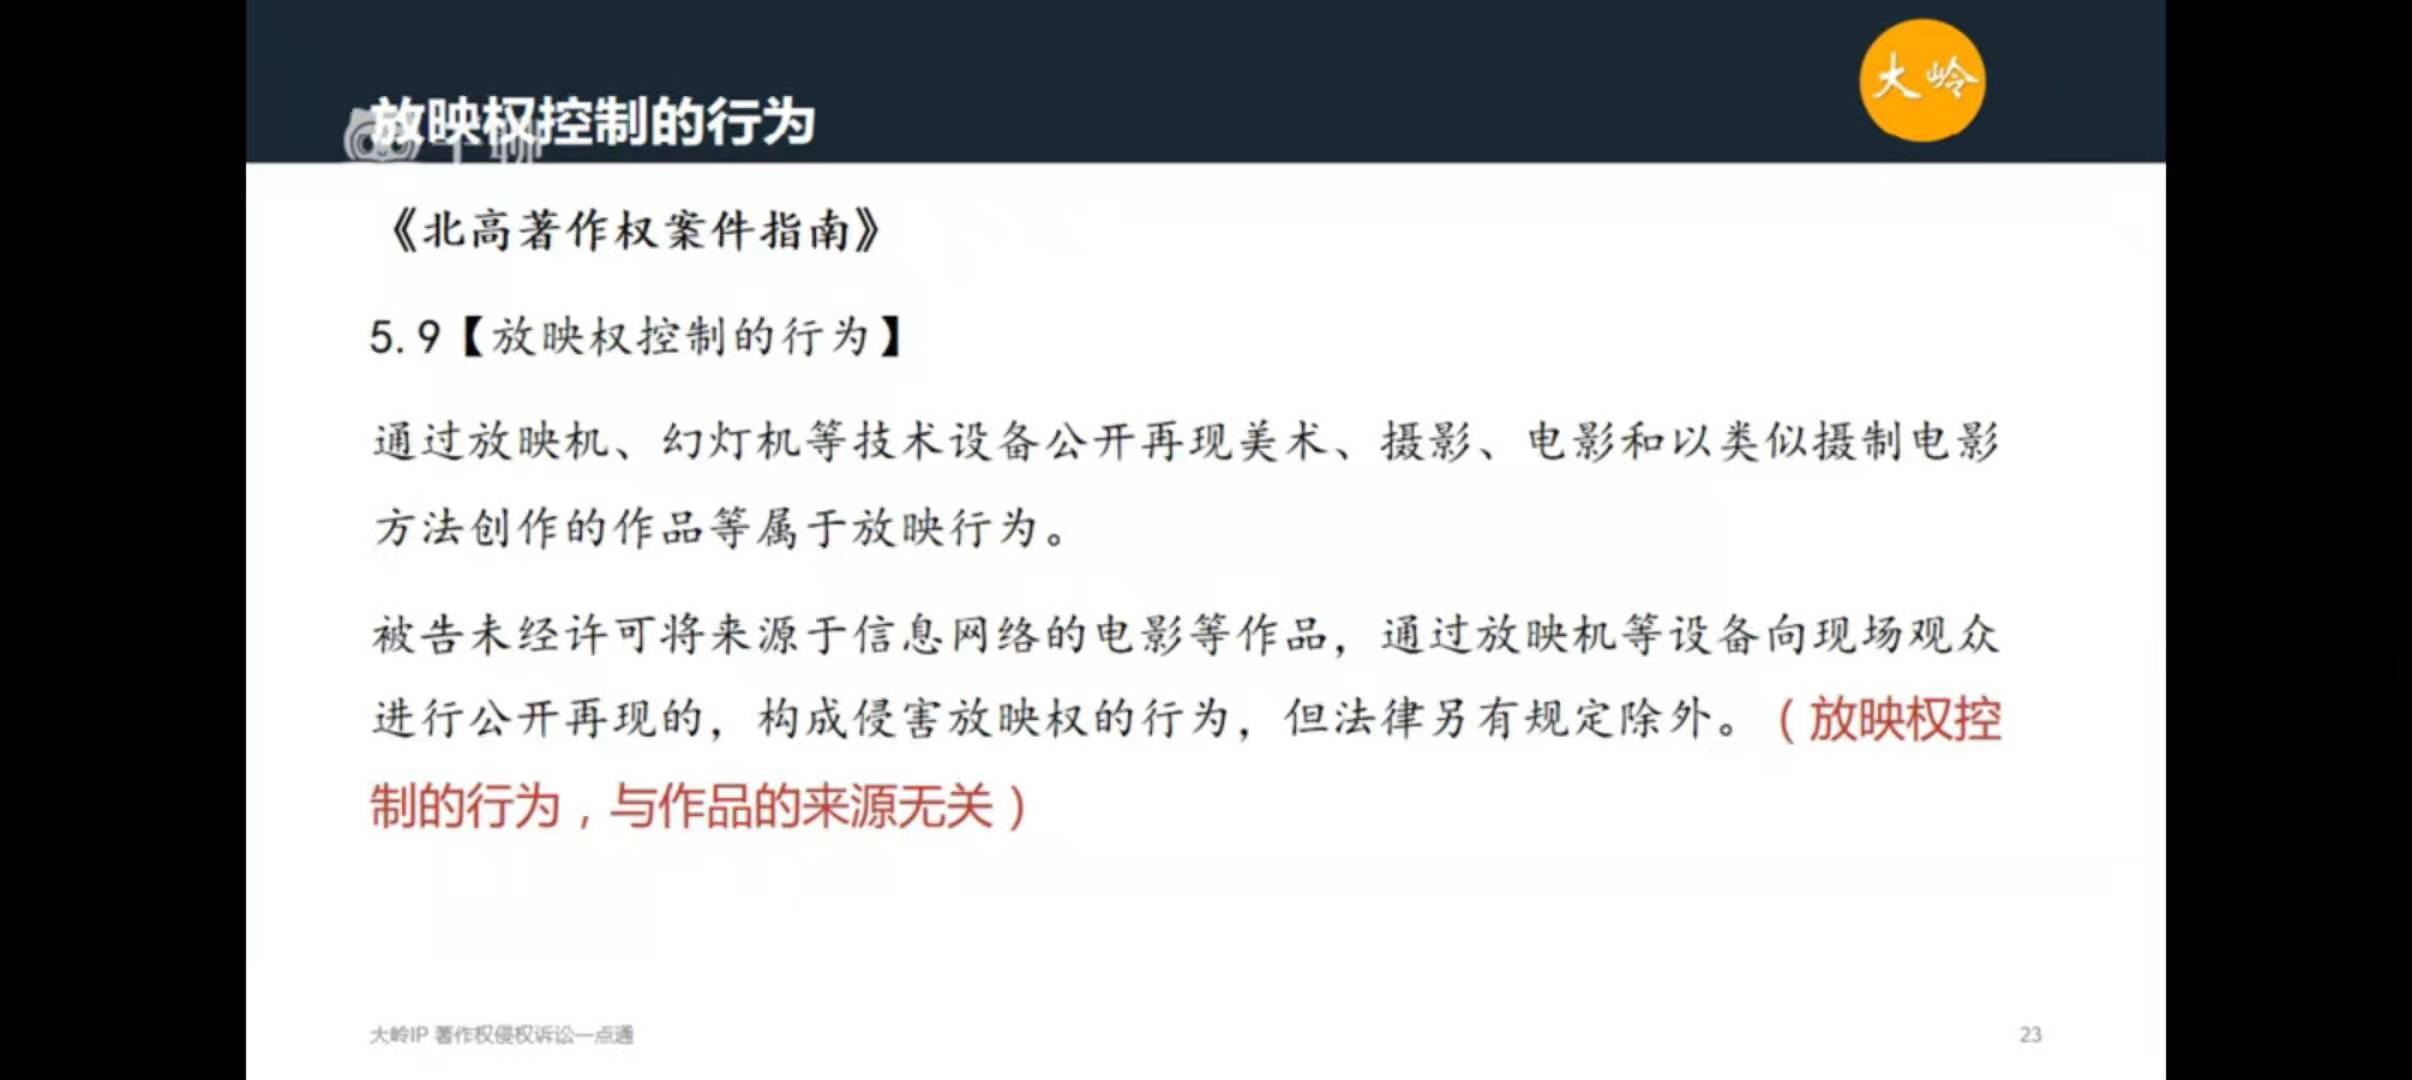 大岭
放映权控制的行为
《北高著作权案件指南》
5.9【放映权控制的行为】
通过放映机、幻灯机等技术设备公开再现美术、摄影、电影和以类似摄制电影
方法创作的作品等属于放映行为。
被告未经许可将来源于信息网络的电影等作品，通过放映机等设备向现场观众
进行公开再现的，构成侵害放映权的行为，但法律另有规定除外。（放映权控
制的行为，与作品的来源无关）
大岭IP 著作权侵权诉讼一点通
23